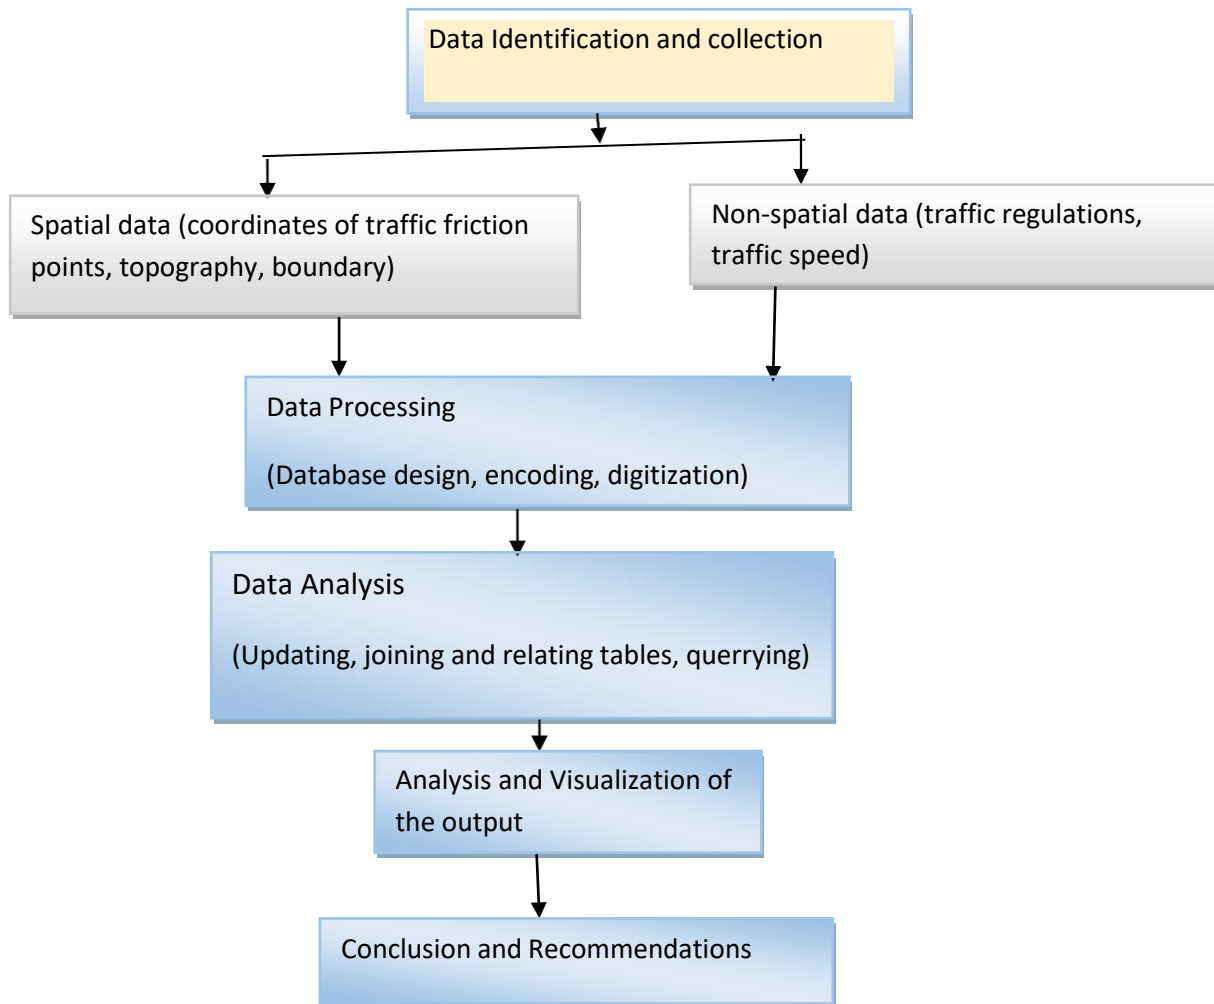 Data Identification and collection
Spatial data (coordinates of traffic friction
points, topography, boundary)
Non-spatial data (traffic regulations,
traffic speed)
Data Processing
(Database design, encoding, digitization)
Data Analysis
(Updating, joining and relating tables, querrying)
Analysis and Visualization of
the output
Conclusion and Recommendations